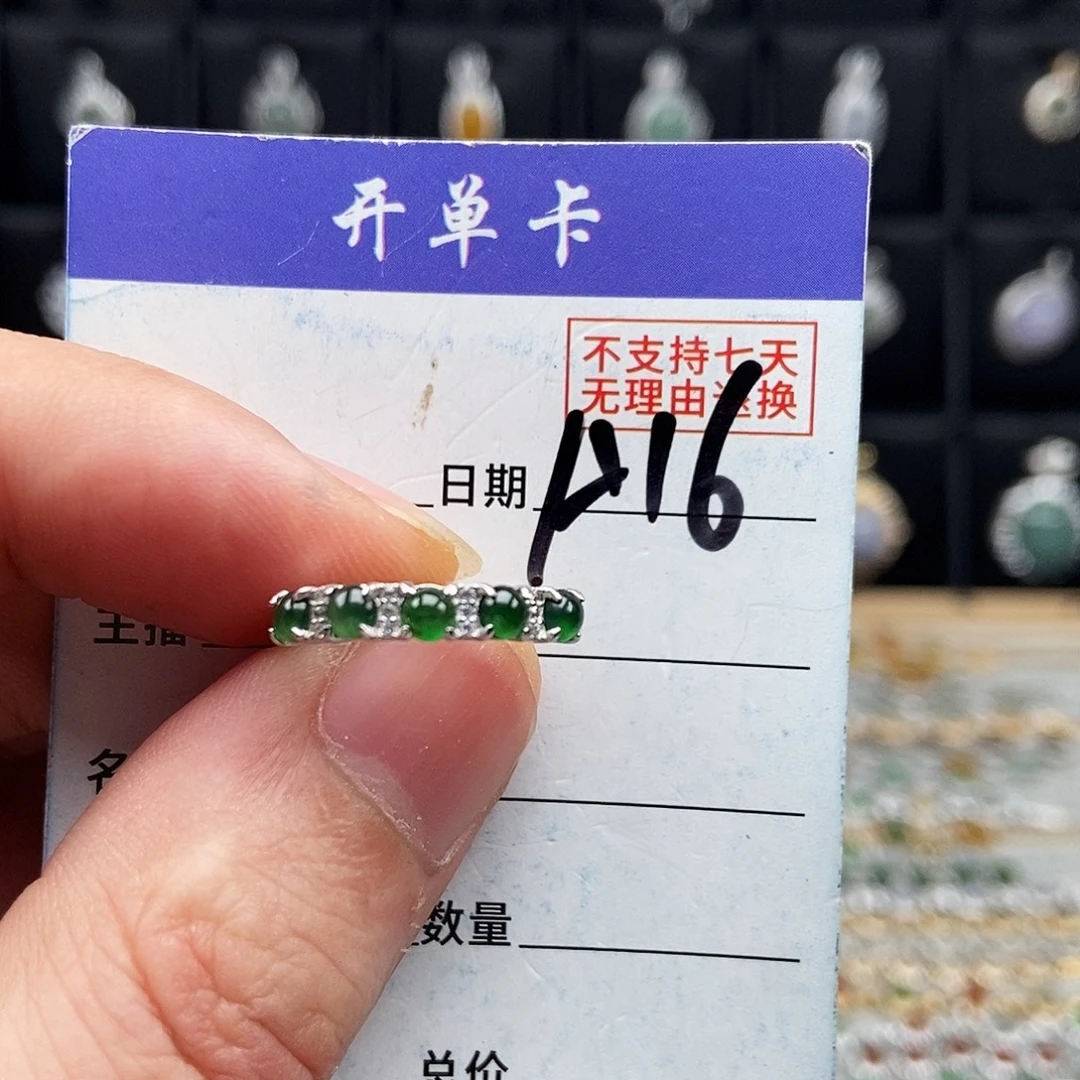 开单卡
不支持七天
无理由退换
日期 A16
主播
名
数量
总价